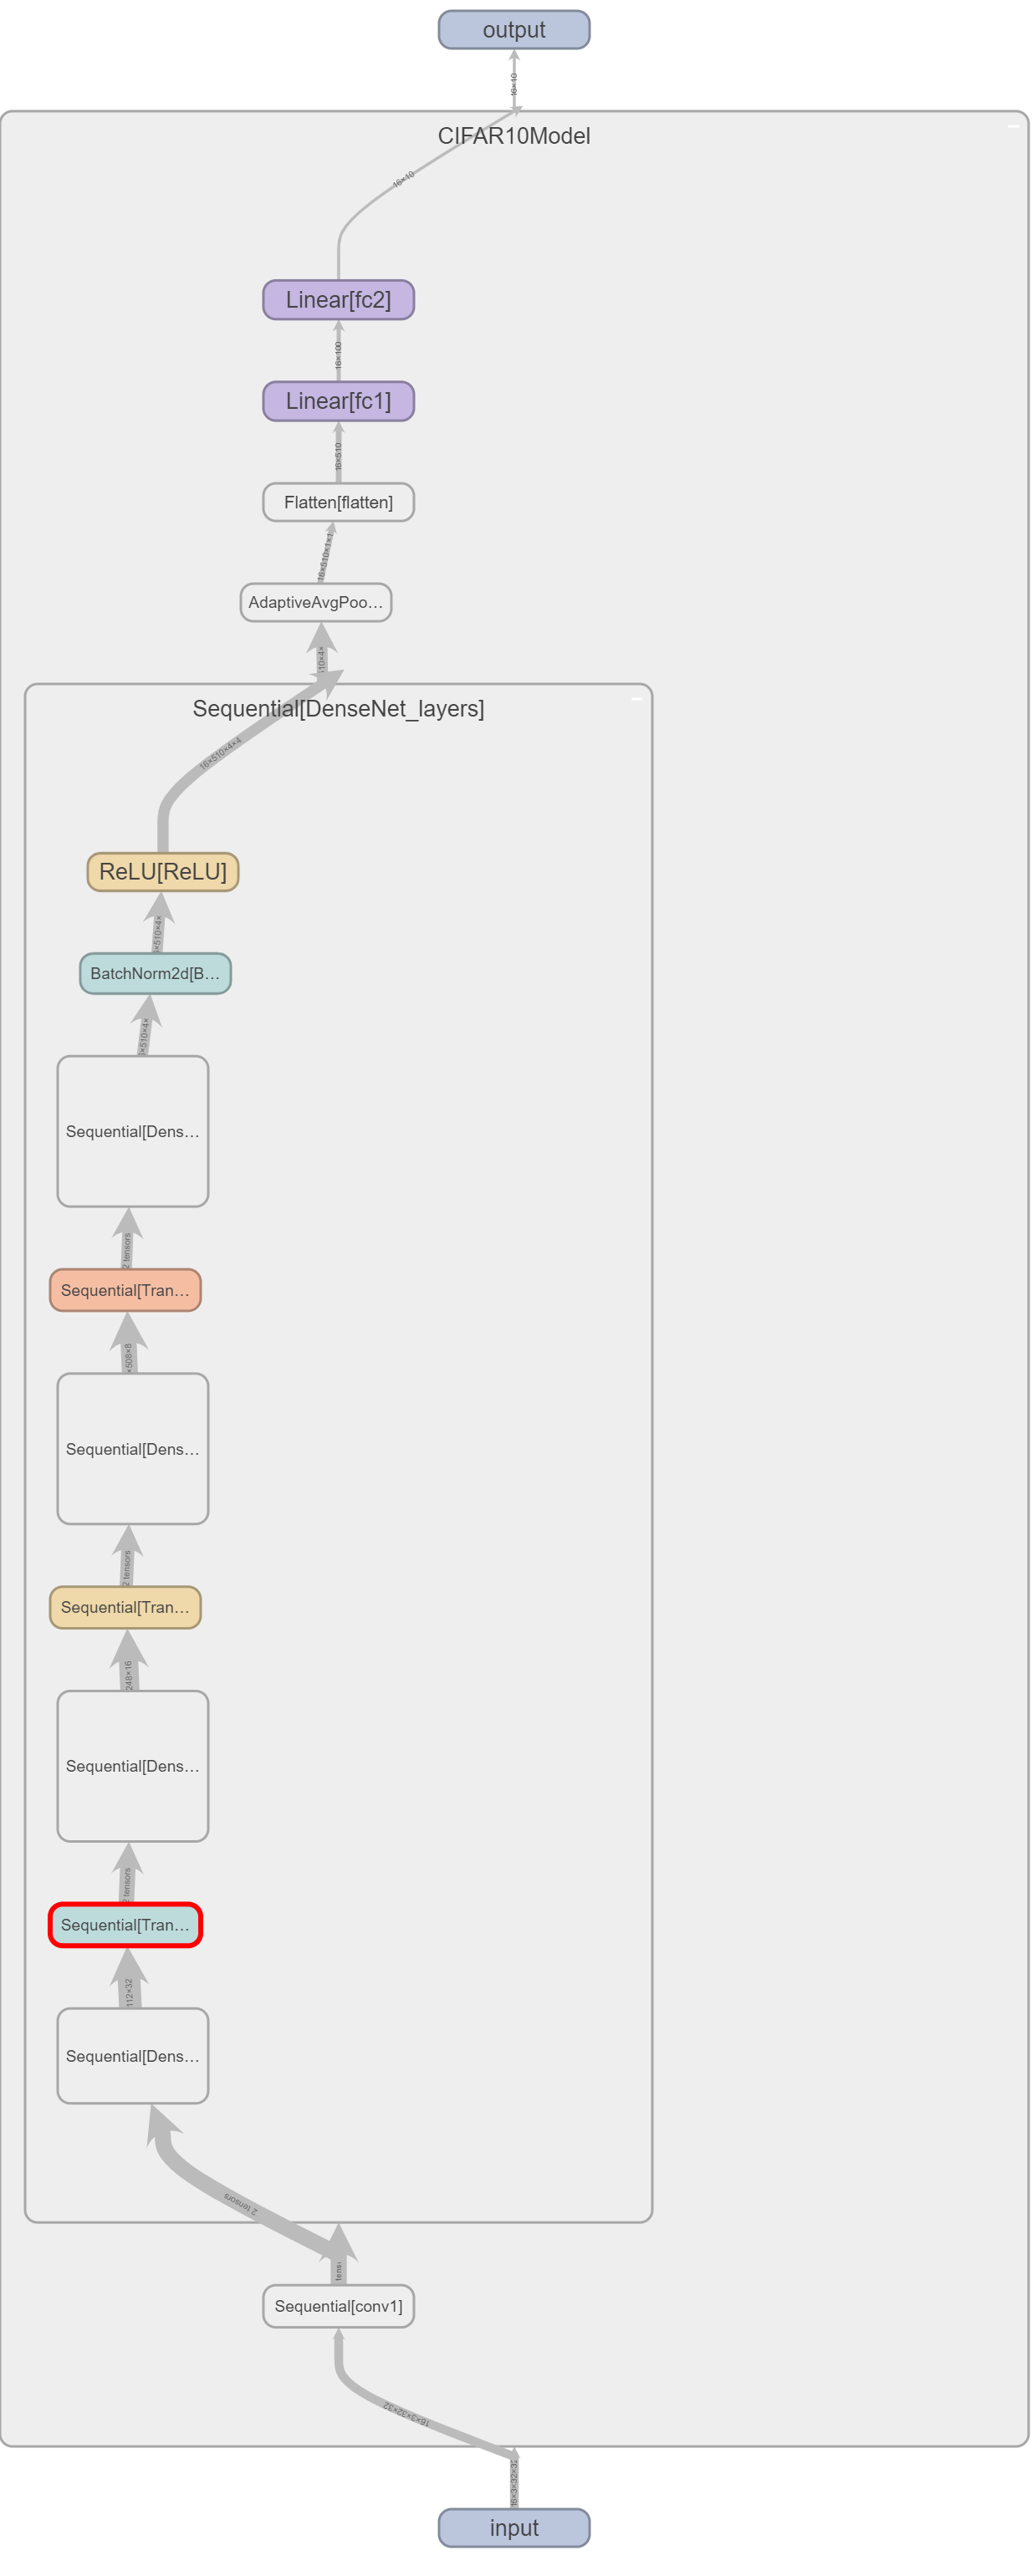 output
16×10
CIFAR10Model
16×10
Linear[fc2]
16×100
Linear[fc1]
16×510
Flatten[flatten]
16×510×1×1
AdaptiveAvgPoo…
510×4×
Sequential[DenseNet_layers]
16×510×4×4
ReLU[ReLU]
×510×4×
BatchNorm2d[B…
×510×4×
Sequential[Dens…
2 tensors
Sequential[Tran…
×508×8
Sequential[Dens…
2 tensors
Sequential[Tran…
248×16
Sequential[Dens…
2 tensors
Sequential[Tran…
112×32
Sequential[Dens…
2 tensors
tens
Sequential[conv1]
16×3×32×32
16×3×32×32
input